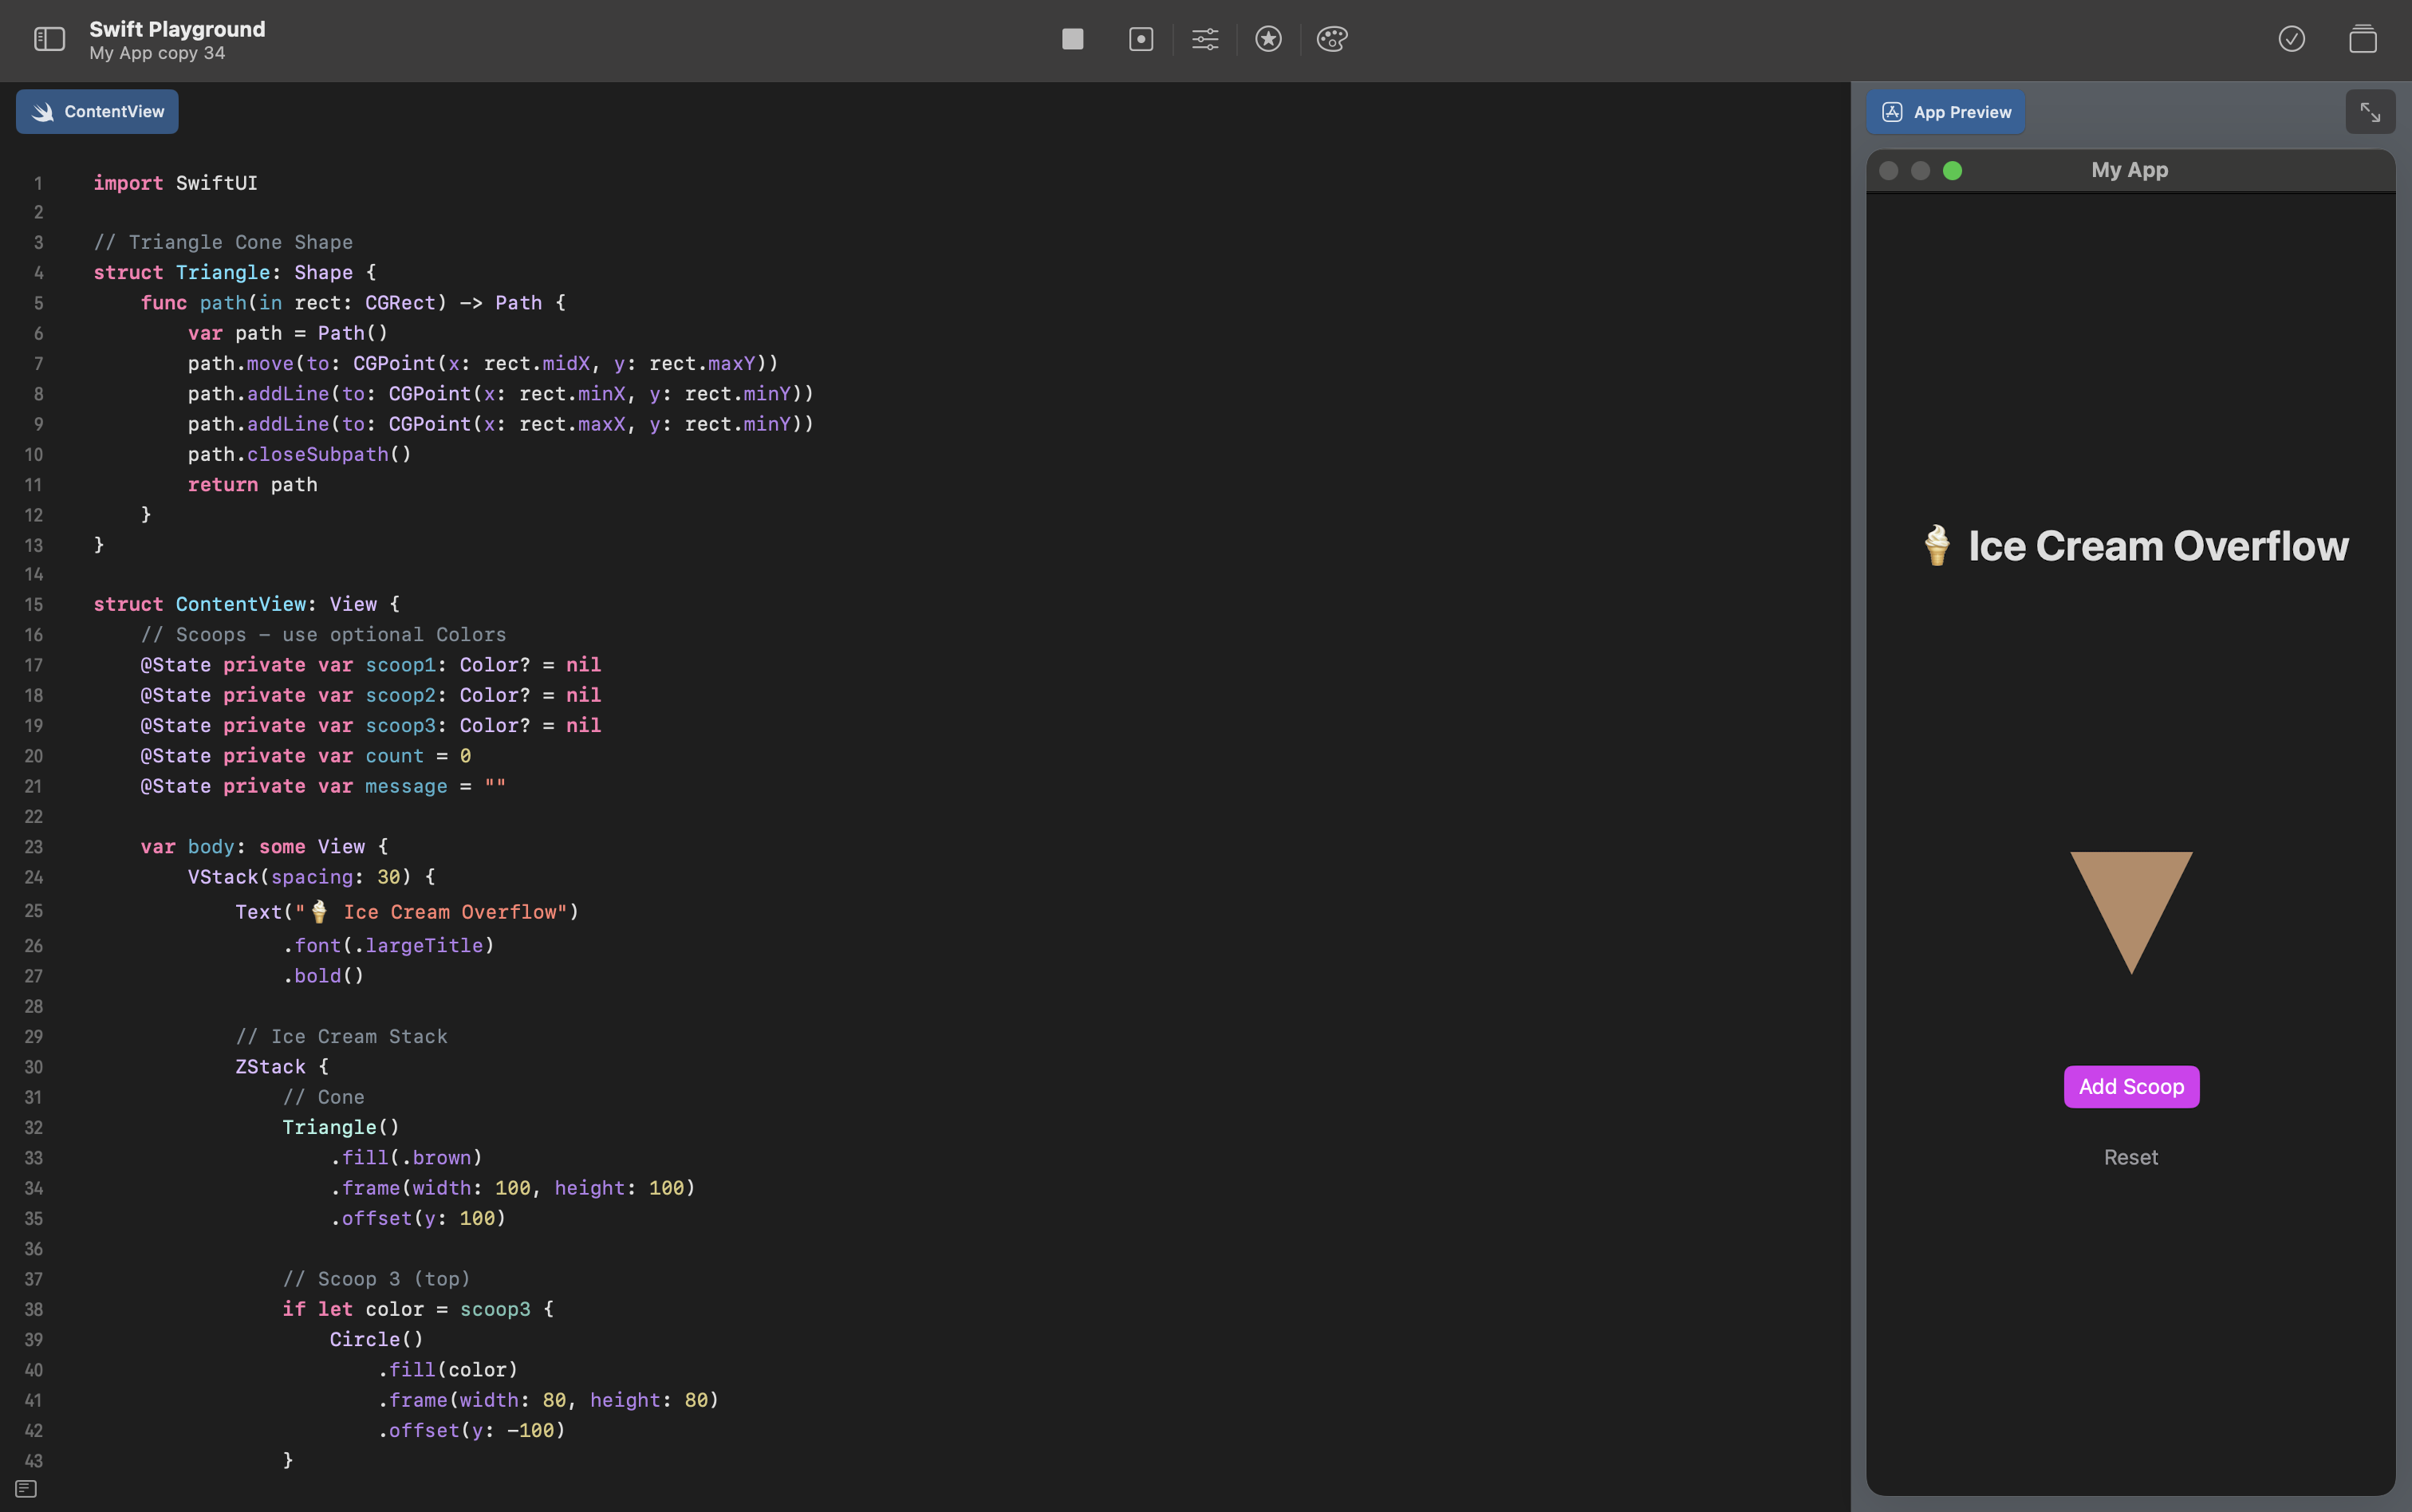 Swift Playground
My App copy 34
ContentView
1 import SwiftUI
2
3 // Triangle Cone Shape
4 struct Triangle: Shape {
5     func path(in rect: CGRect) -> Path {
6         var path = Path()
7         path.move(to: CGPoint(x: rect.midX, y: rect.maxY))
8         path.addLine(to: CGPoint(x: rect.minX, y: rect.minY))
9         path.addLine(to: CGPoint(x: rect.maxX, y: rect.minY))
10         path.closeSubpath()
11         return path
12     }
13 }
14
15 struct ContentView: View {
16     // Scoops – use optional Colors
17     @State private var scoop1: Color? = nil
18     @State private var scoop2: Color? = nil
19     @State private var scoop3: Color? = nil
20     @State private var count = 0
21     @State private var message = ""
22
23     var body: some View {
24         VStack(spacing: 30) {
25             Text("🍦 Ice Cream Overflow")
26                 .font(.largeTitle)
27                 .bold()
28
29             // Ice Cream Stack
30             ZStack {
31                 // Cone
32                 Triangle()
33                     .fill(.brown)
34                     .frame(width: 100, height: 100)
35                     .offset(y: 100)
36
37                 // Scoop 3 (top)
38                 if let color = scoop3 {
39                     Circle()
40                         .fill(color)
41                         .frame(width: 80, height: 80)
42                         .offset(y: -100)
43                 }
App Preview
My App
🍦 Ice Cream Overflow
Add Scoop
Reset